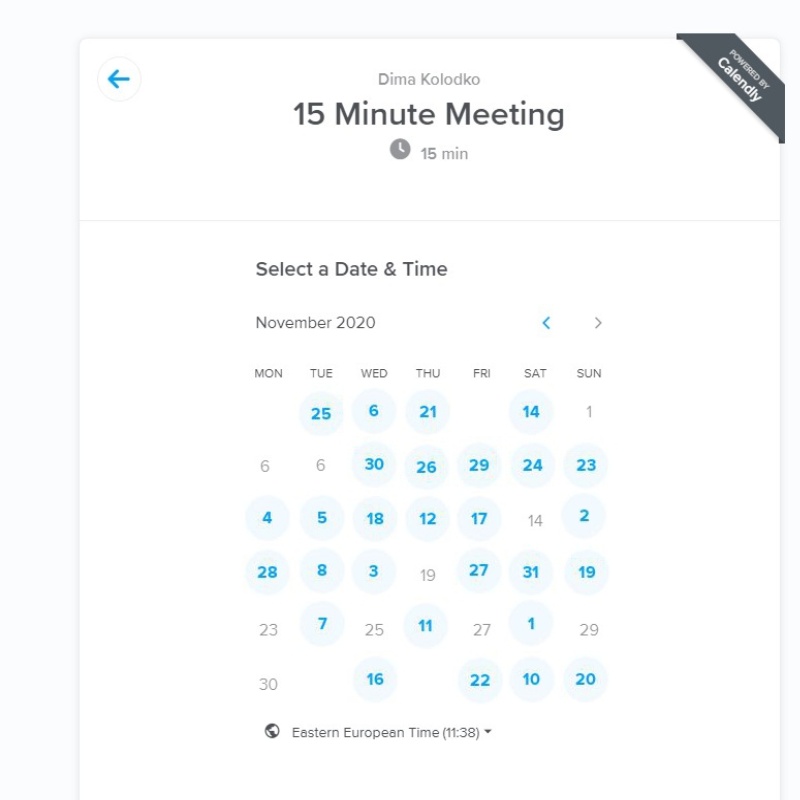 POWERED BY
Calendly
Dima Kolodko
15 Minute Meeting
15 min
Select a Date & Time
November 2020
MON TUE WED THU FRI SAT SUN
25 6 21 14 1
6 6 30 26 29 24 23
4 5 18 12 17 14 2
28 8 3 19 27 31 19
23 7 25 11 27 1 29
30 16 22 10 20
Eastern European Time (11:38)